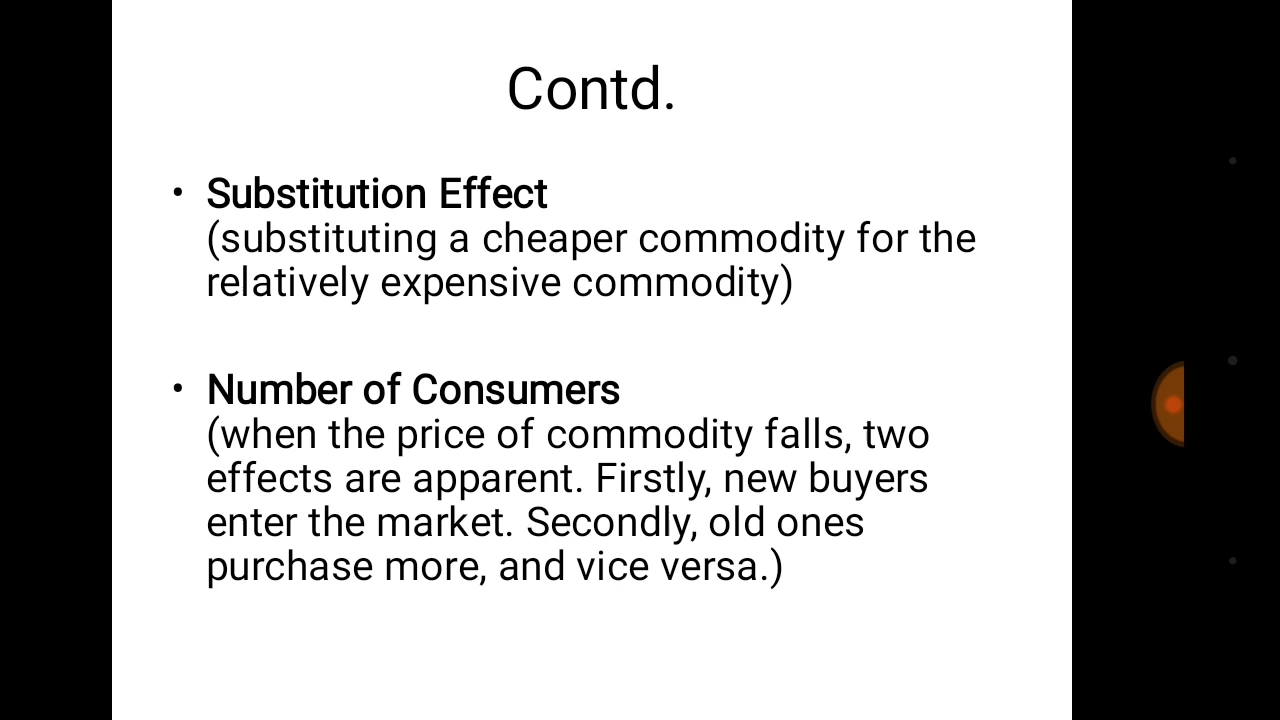 Contd.
• Substitution Effect
(substituting a cheaper commodity for the
relatively expensive commodity)
• Number of Consumers
(when the price of commodity falls, two
effects are apparent. Firstly, new buyers
enter the market. Secondly, old ones
purchase more, and vice versa.)